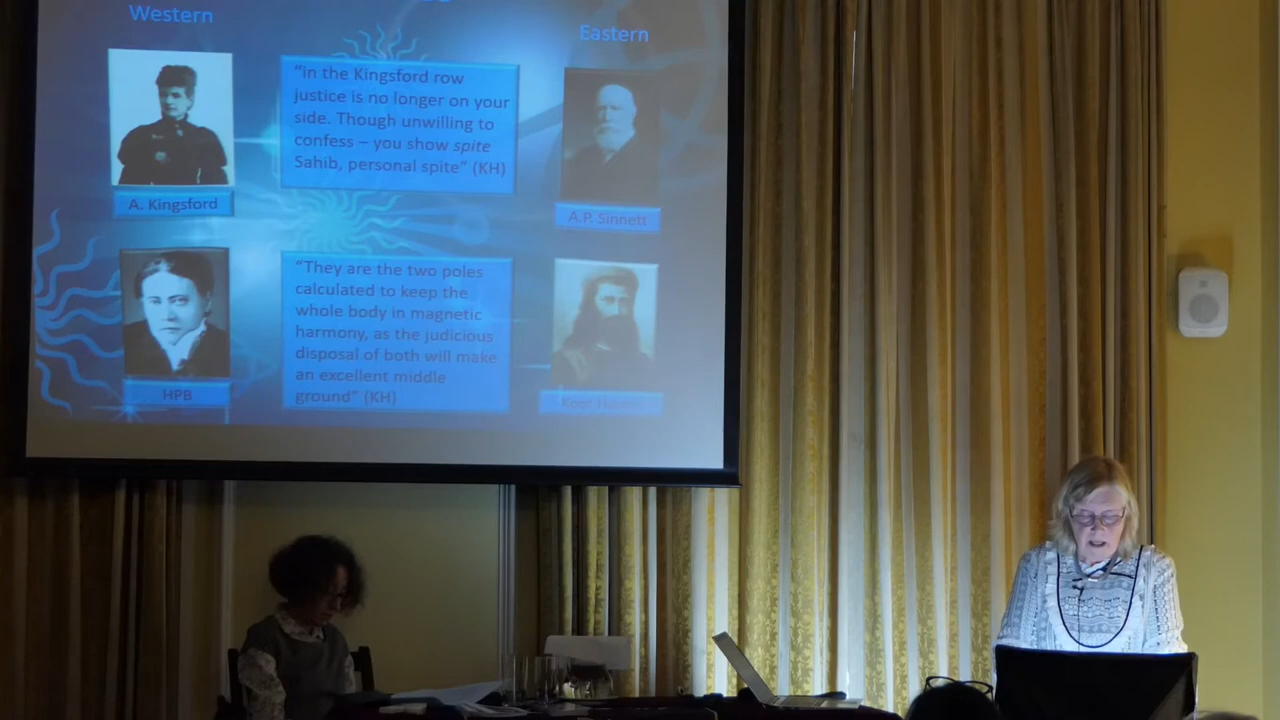 Western
Eastern
"in the Kingsford row
justice is no longer on your
side. Though unwilling to
confess – you show spite
Sahib, personal spite" (KH)
A. Kingsford
A.P. Sinnett
"They are the two poles
calculated to keep the
whole body in magnetic
harmony, as the judicious
disposal of both will make
an excellent middle
ground" (KH)
HPB
Koot